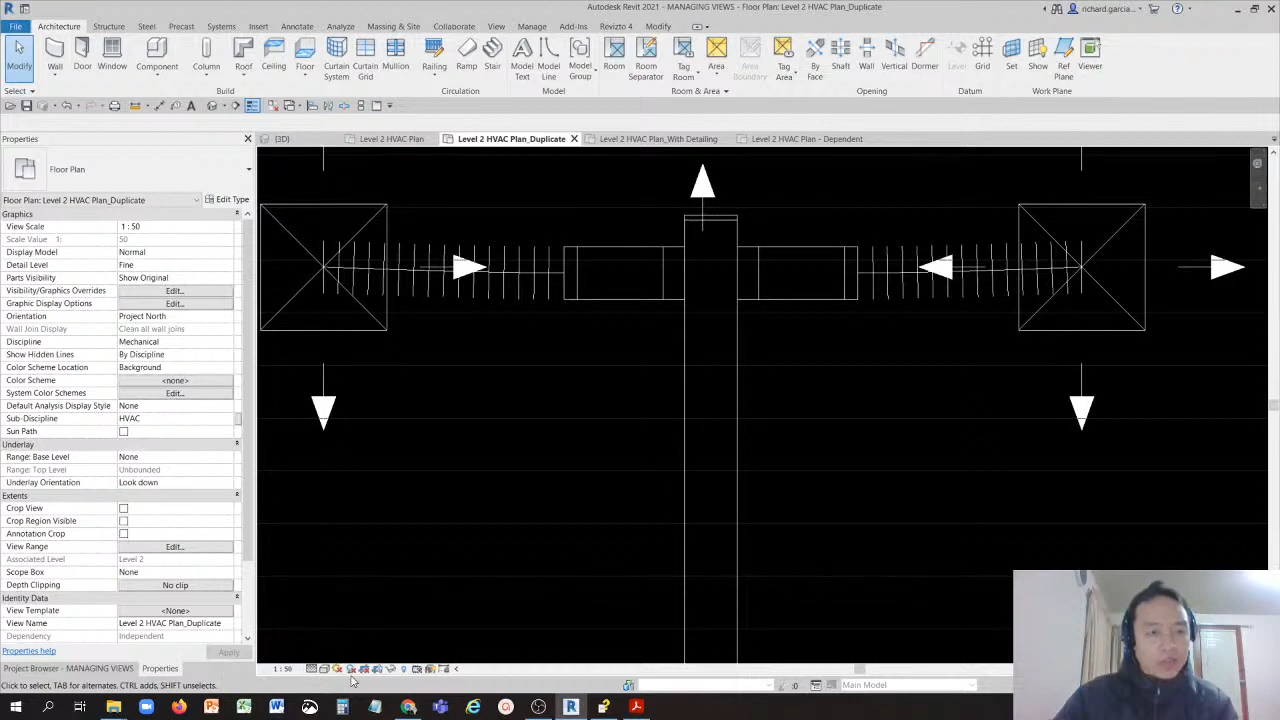 Autodesk Revit 2021 - MANAGING VIEWS - Floor Plan: Level 2 HVAC Plan_Duplicate
richard.garcia...
File Architecture Structure Steel Precast Systems Insert Annotate Analyze Massing & Site Collaborate View Manage Add-Ins Revizto 4 Modify
Modify Wall Door Window Component Column Roof Ceiling Floor Curtain System Curtain Grid Mullion Railing Ramp Stair Model Text Model Line Model Group Room Room Separator Tag Room Area Area Boundary Tag Area By Face Shaft Wall Vertical Dormer Level Grid Set Show Ref Plane Viewer
Select Build Circulation Model Room & Area Opening Datum Work Plane
Properties
{3D} Level 2 HVAC Plan Level 2 HVAC Plan_Duplicate Level 2 HVAC Plan_With Detailing Level 2 HVAC Plan - Dependent
Floor Plan
Floor Plan: Level 2 HVAC Plan_Duplicate Edit Type
Graphics
View Scale 1 : 50
Scale Value 1: 50
Display Model Normal
Detail Level Fine
Parts Visibility Show Original
Visibility/Graphics Overrides Edit...
Graphic Display Options Edit...
Orientation Project North
Wall Join Display Clean all wall joins
Discipline Mechanical
Show Hidden Lines By Discipline
Color Scheme Location Background
Color Scheme <none>
System Color Schemes Edit...
Default Analysis Display Style None
Sub-Discipline HVAC
Sun Path
Underlay
Range: Base Level None
Range: Top Level Unbounded
Underlay Orientation Look down
Extents
Crop View
Crop Region Visible
Annotation Crop
View Range Edit...
Associated Level Level 2
Scope Box None
Depth Clipping No clip
Identity Data
View Template <None>
View Name Level 2 HVAC Plan_Duplicate
Dependency Independent
Properties help Apply
Project Browser - MANAGING VIEWS Properties 1 : 50
Click to select, TAB for alternates, CTRL adds, SHIFT unselects. :0 Main Model